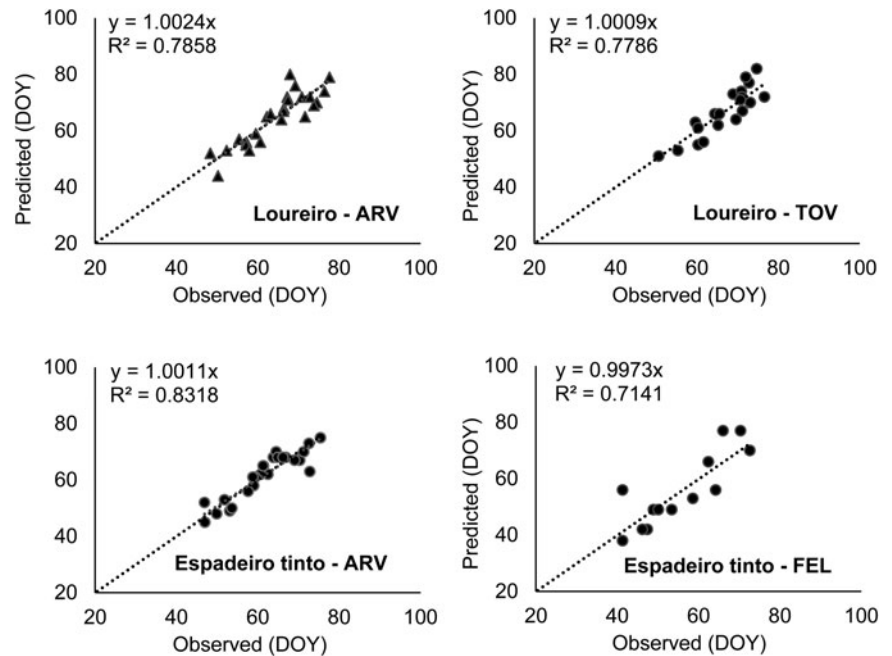 y = 1.0024x
R² = 0.7858
100
80
60
40
20
Predicted (DOY)
Loureiro - ARV
20 40 60 80 100
Observed (DOY)
y = 1.0009x
R² = 0.7786
100
80
60
40
20
Predicted (DOY)
Loureiro - TOV
20 40 60 80 100
Observed (DOY)
y = 1.0011x
R² = 0.8318
100
80
60
40
20
Predicted (DOY)
Espadeiro tinto - ARV
20 40 60 80 100
Observed (DOY)
y = 0.9973x
R² = 0.7141
100
80
60
40
20
Predicted (DOY)
Espadeiro tinto - FEL
20 40 60 80 100
Observed (DOY)